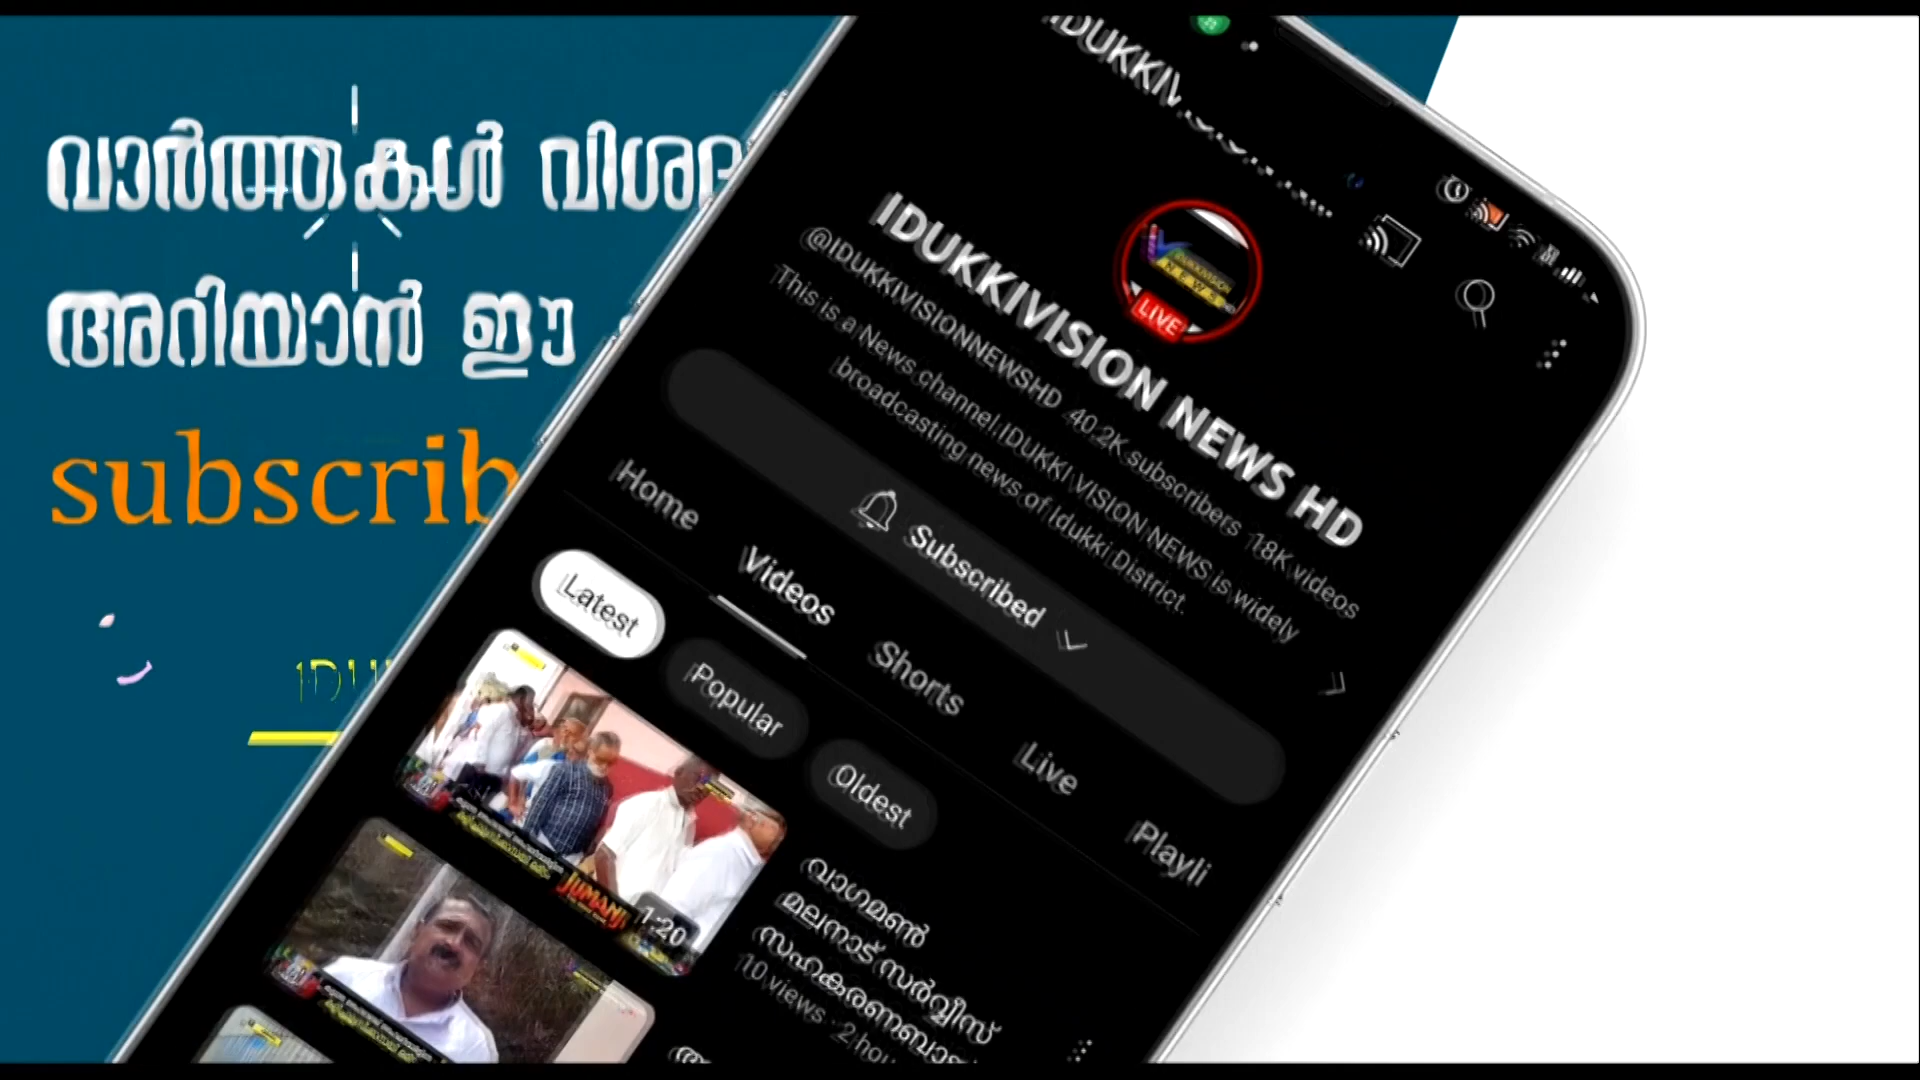 വാർത്തകൾ
അറിയാൻ ഈ
subscrib
IDUKKIV
IDUKKIVISION NEWS HD
LIVE
@IDUKKIVISIONNEWSHD 40.2K subscribers 18K videos
This is a News channel,IDUKKI VISION NEWS is widely
broadcasting news of Idukki District.
Subscribed
Home Videos Shorts Live Playli
Latest Popular Oldest
JUMANJI
1:20
വാഗമൺ
മലനാട് സർവ്വീസ്
സഹകരണബാങ
10 views · 2 hou